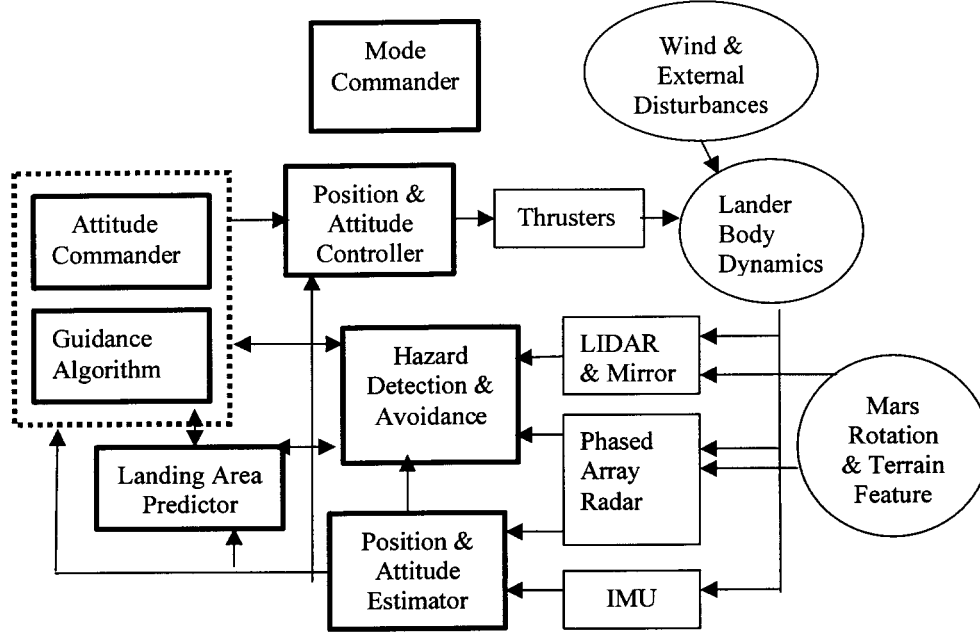 Mode
Commander
Wind &
External
Disturbances
Attitude
Commander
Position &
Attitude
Controller
Thrusters
Lander
Body
Dynamics
Guidance
Algorithm
Hazard
Detection &
Avoidance
LIDAR
& Mirror
Mars
Rotation
& Terrain
Feature
Landing Area
Predictor
Phased
Array
Radar
Position &
Attitude
Estimator
IMU